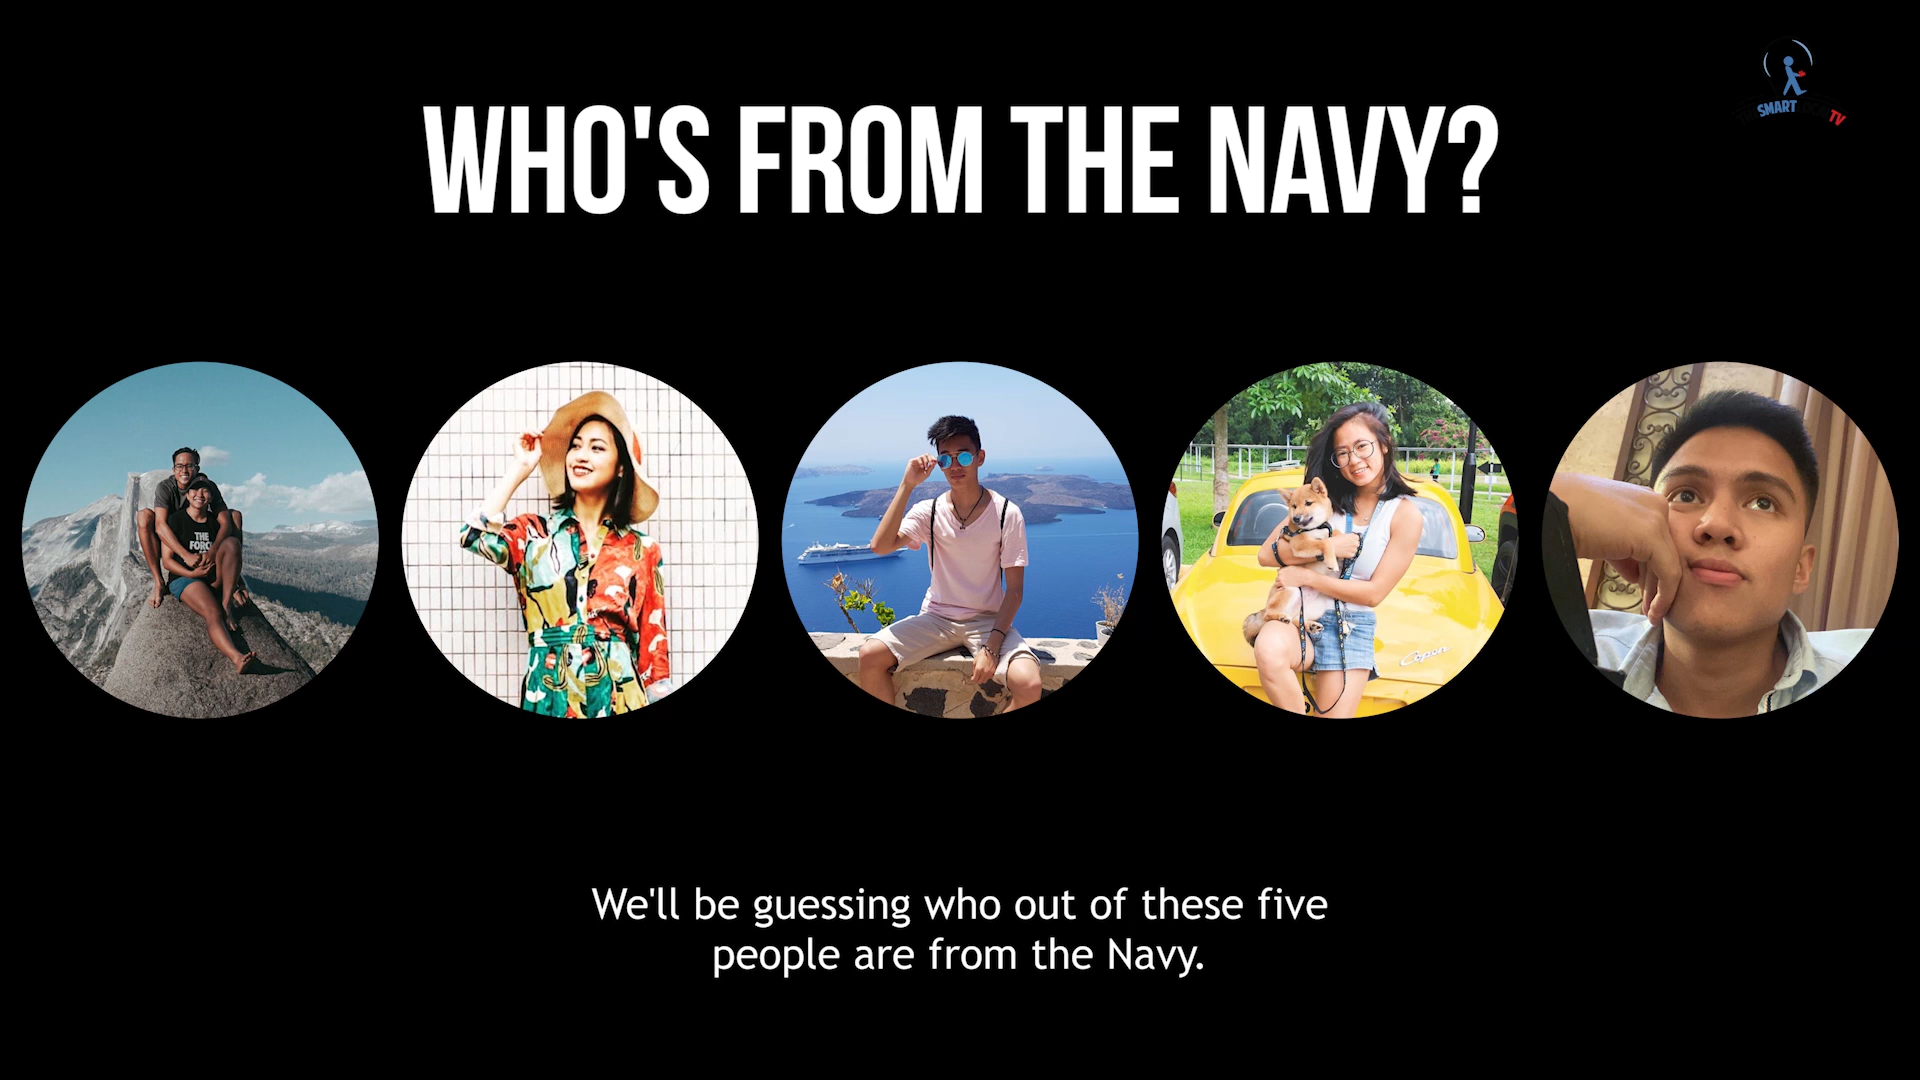 WHO'S FROM THE NAVY?
SMART
TV
THE
FORC
Capen
We'll be guessing who out of these five
people are from the Navy.